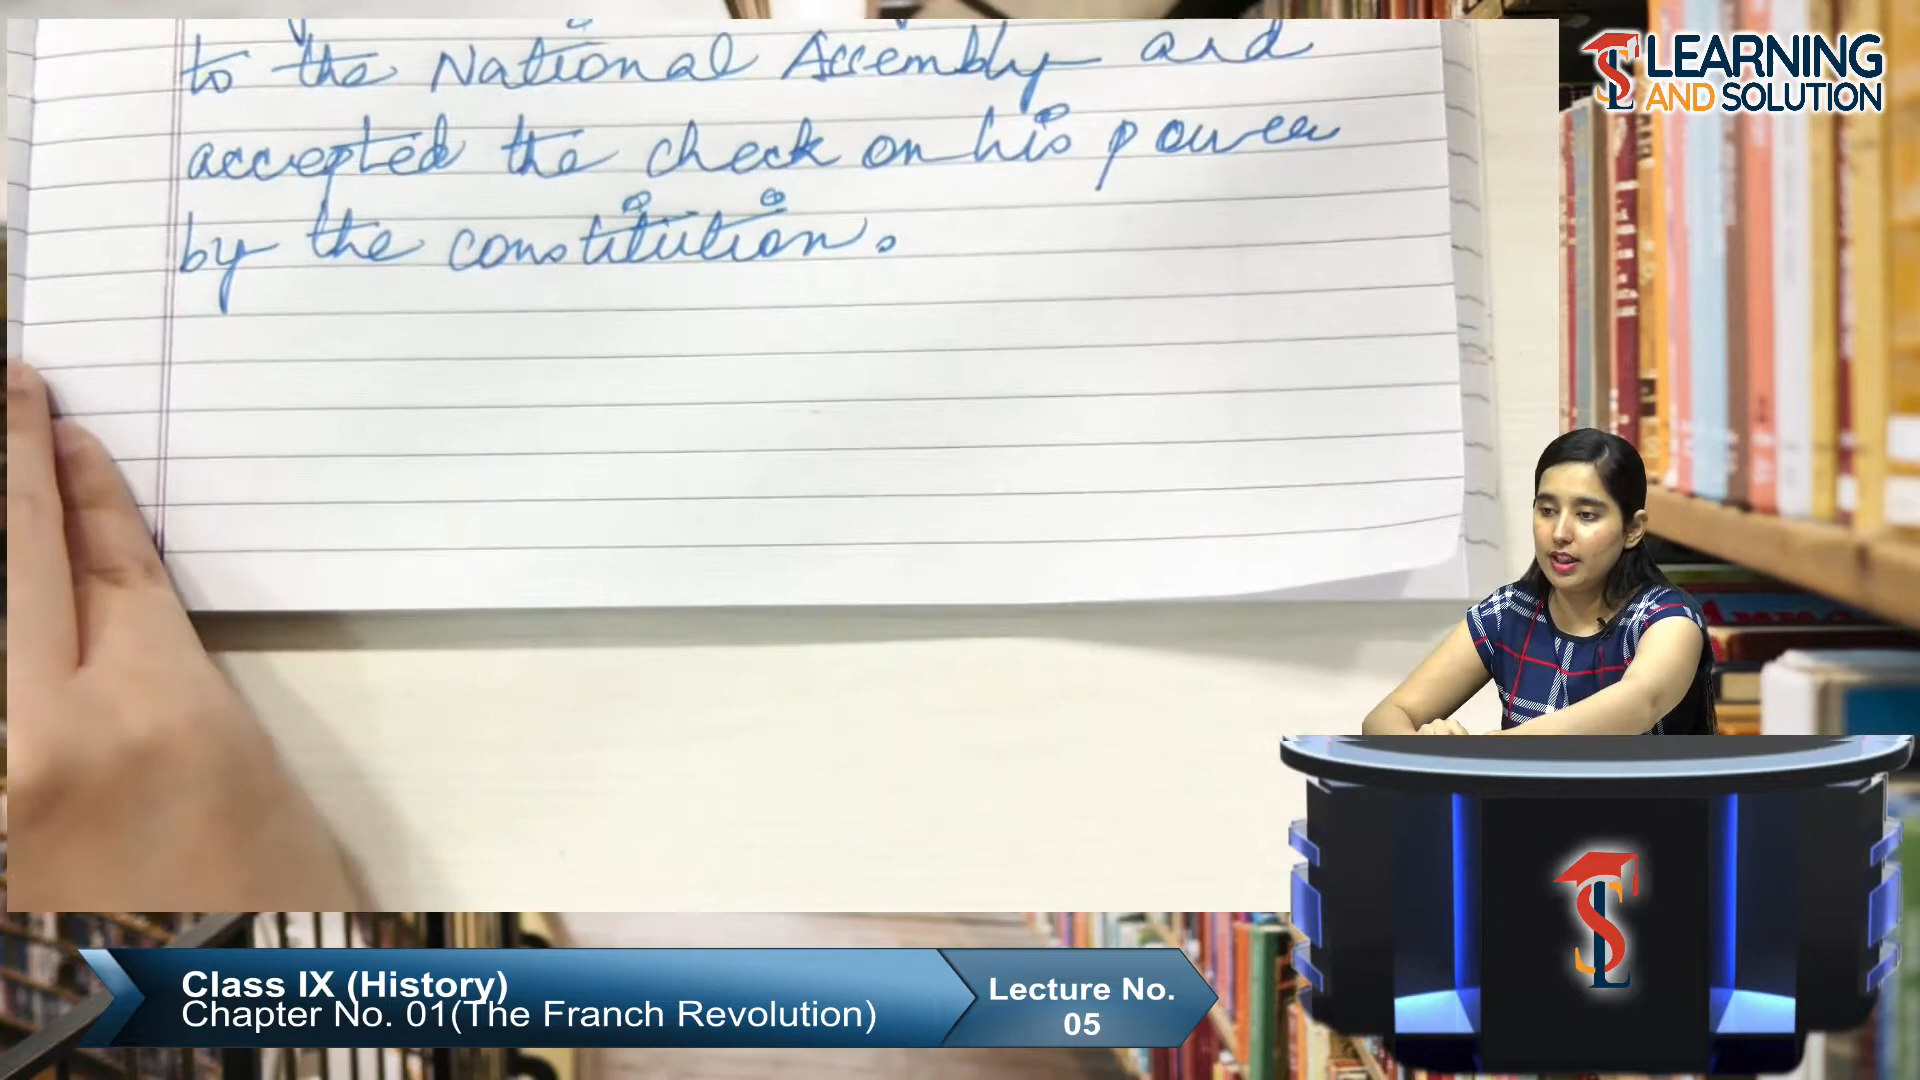 to the National Assembly and
accepted the check on his power
by the constitution.
LEARNING
AND SOLUTION
Class IX (History)
Chapter No. 01(The Franch Revolution)
Lecture No.
05